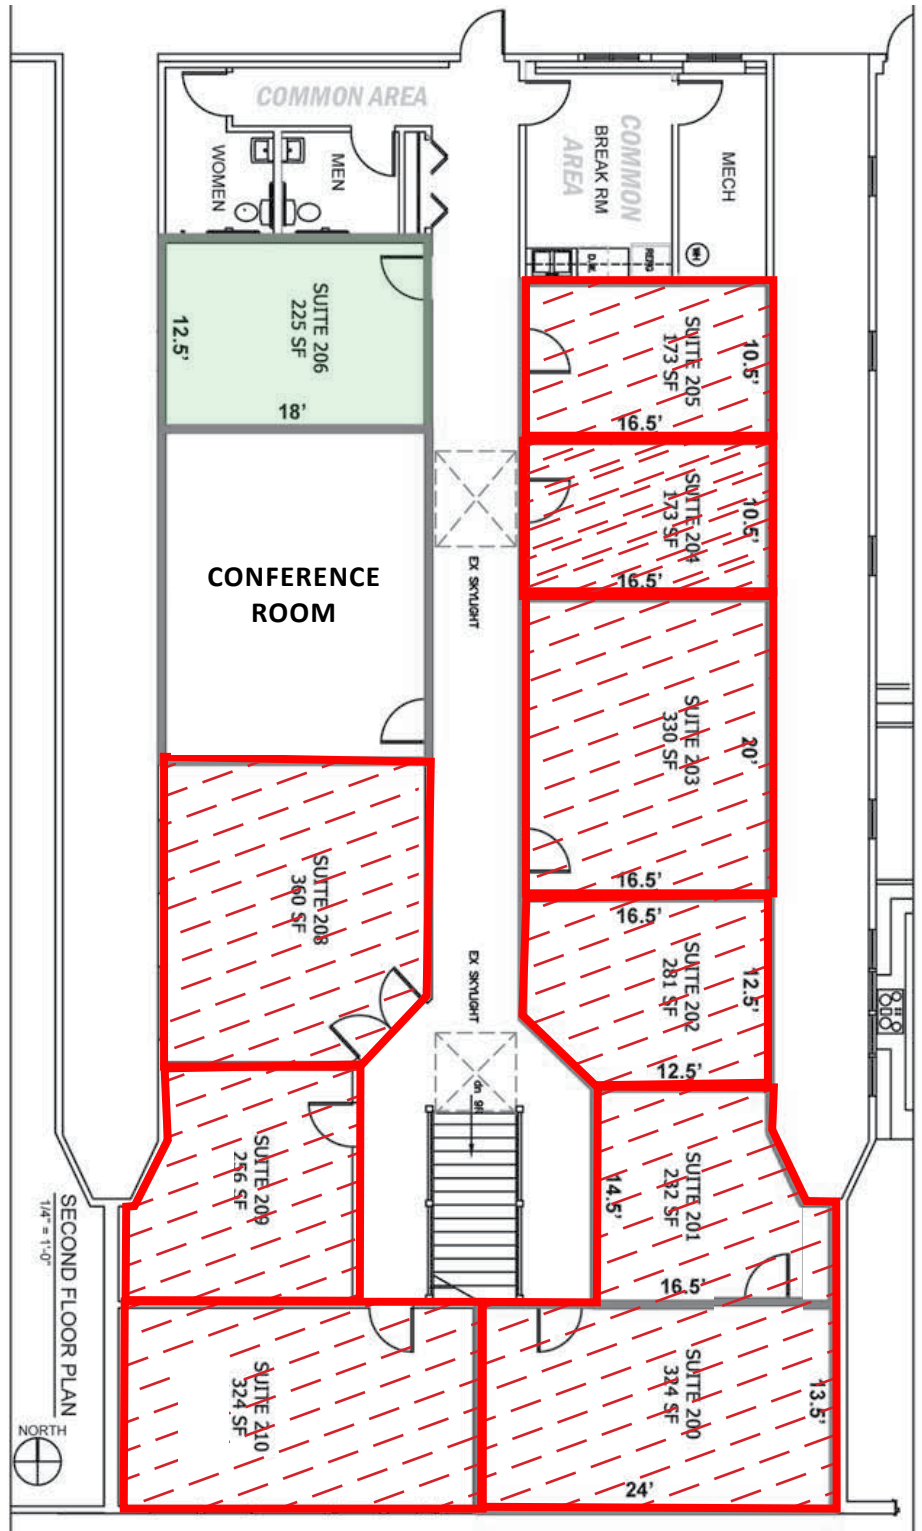 COMMON AREA
WOMEN
MEN
COMMON
AREA
BREAK RM
MECH
D.W.
REFG
WH
SUITE 206
225 SF
12.5'
18'
SUITE 205
173 SF
10.5'
16.5'
SUITE 204
173 SF
10.5'
16.5'
EX SKYLIGHT
CONFERENCE
ROOM
SUITE 203
330 SF
20'
16.5'
SUITE 208
360 SF
EX SKYLIGHT
16.5'
SUITE 202
281 SF
12.5'
12.5'
dn
SUITE 209
256 SF
SUITE 201
232 SF
14.5'
16.5'
SUITE 210
324 SF
SUITE 200
324 SF
13.5'
24'
SECOND FLOOR PLAN
1/4" = 1'-0"
NORTH